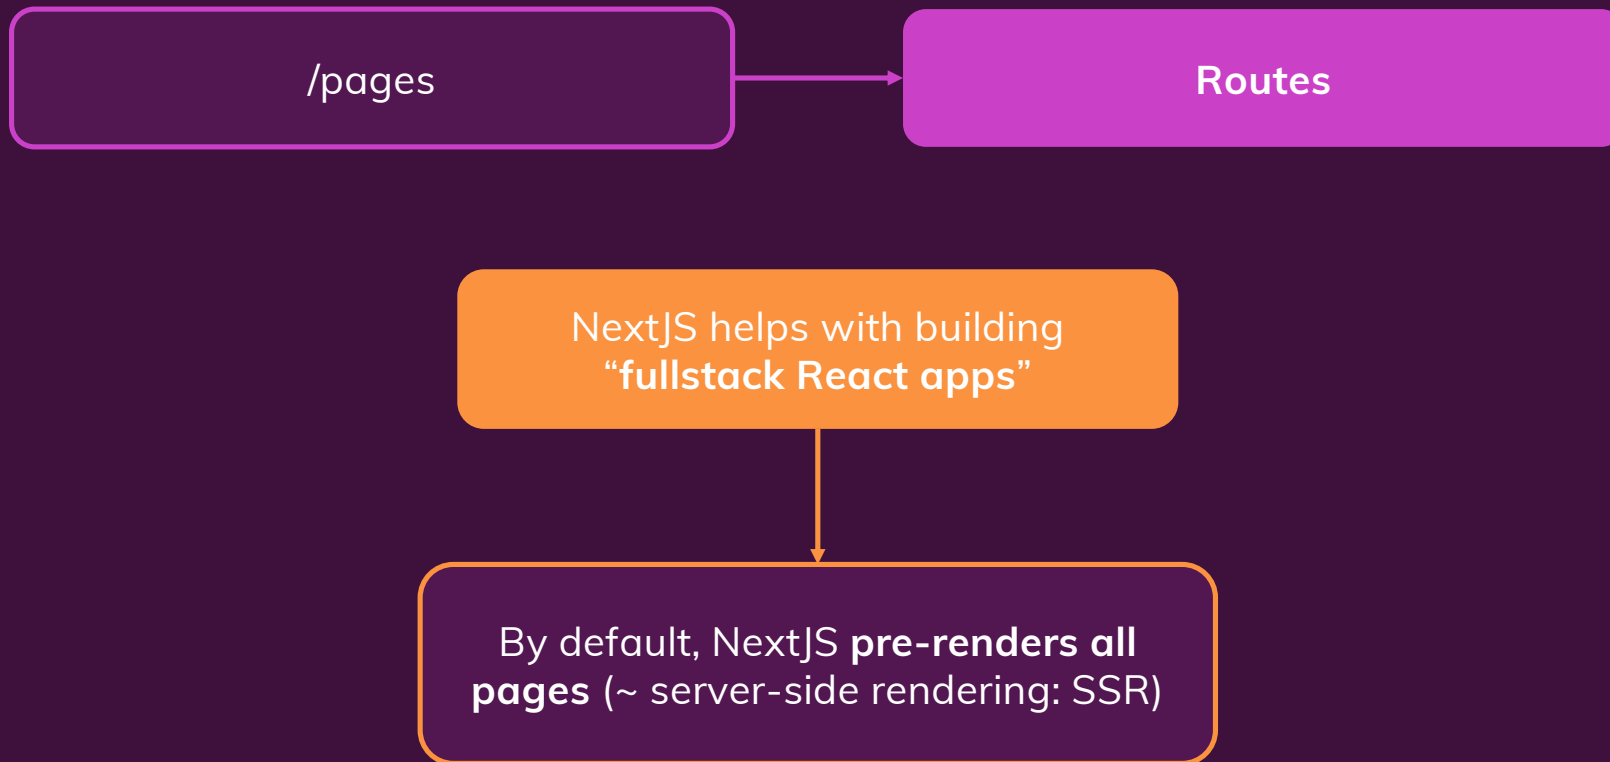 /pages
Routes
NextJS helps with building
“fullstack React apps”
By default, NextJS pre-renders all
pages (~ server-side rendering: SSR)